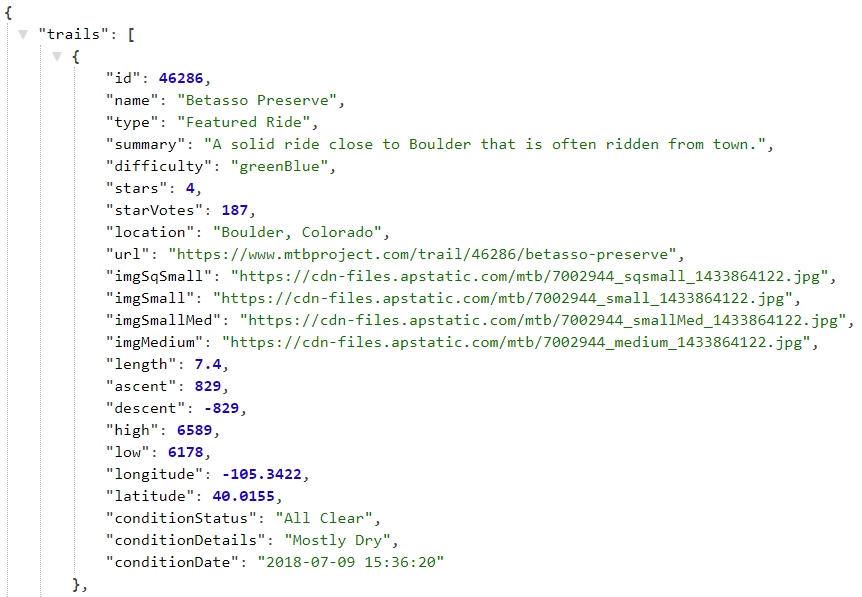 {
"trails": [
{
"id": 46286,
"name": "Betasso Preserve",
"type": "Featured Ride",
"summary": "A solid ride close to Boulder that is often ridden from town.",
"difficulty": "greenBlue",
"stars": 4,
"starVotes": 187,
"location": "Boulder, Colorado",
"url": "https://www.mtbproject.com/trail/46286/betasso-preserve",
"imgSqSmall": "https://cdn-files.apstatic.com/mtb/7002944_sqsmall_1433864122.jpg",
"imgSmall": "https://cdn-files.apstatic.com/mtb/7002944_small_1433864122.jpg",
"imgSmallMed": "https://cdn-files.apstatic.com/mtb/7002944_smallMed_1433864122.jpg",
"imgMedium": "https://cdn-files.apstatic.com/mtb/7002944_medium_1433864122.jpg",
"length": 7.4,
"ascent": 829,
"descent": -829,
"high": 6589,
"low": 6178,
"longitude": -105.3422,
"latitude": 40.0155,
"conditionStatus": "All Clear",
"conditionDetails": "Mostly Dry",
"conditionDate": "2018-07-09 15:36:20"
},